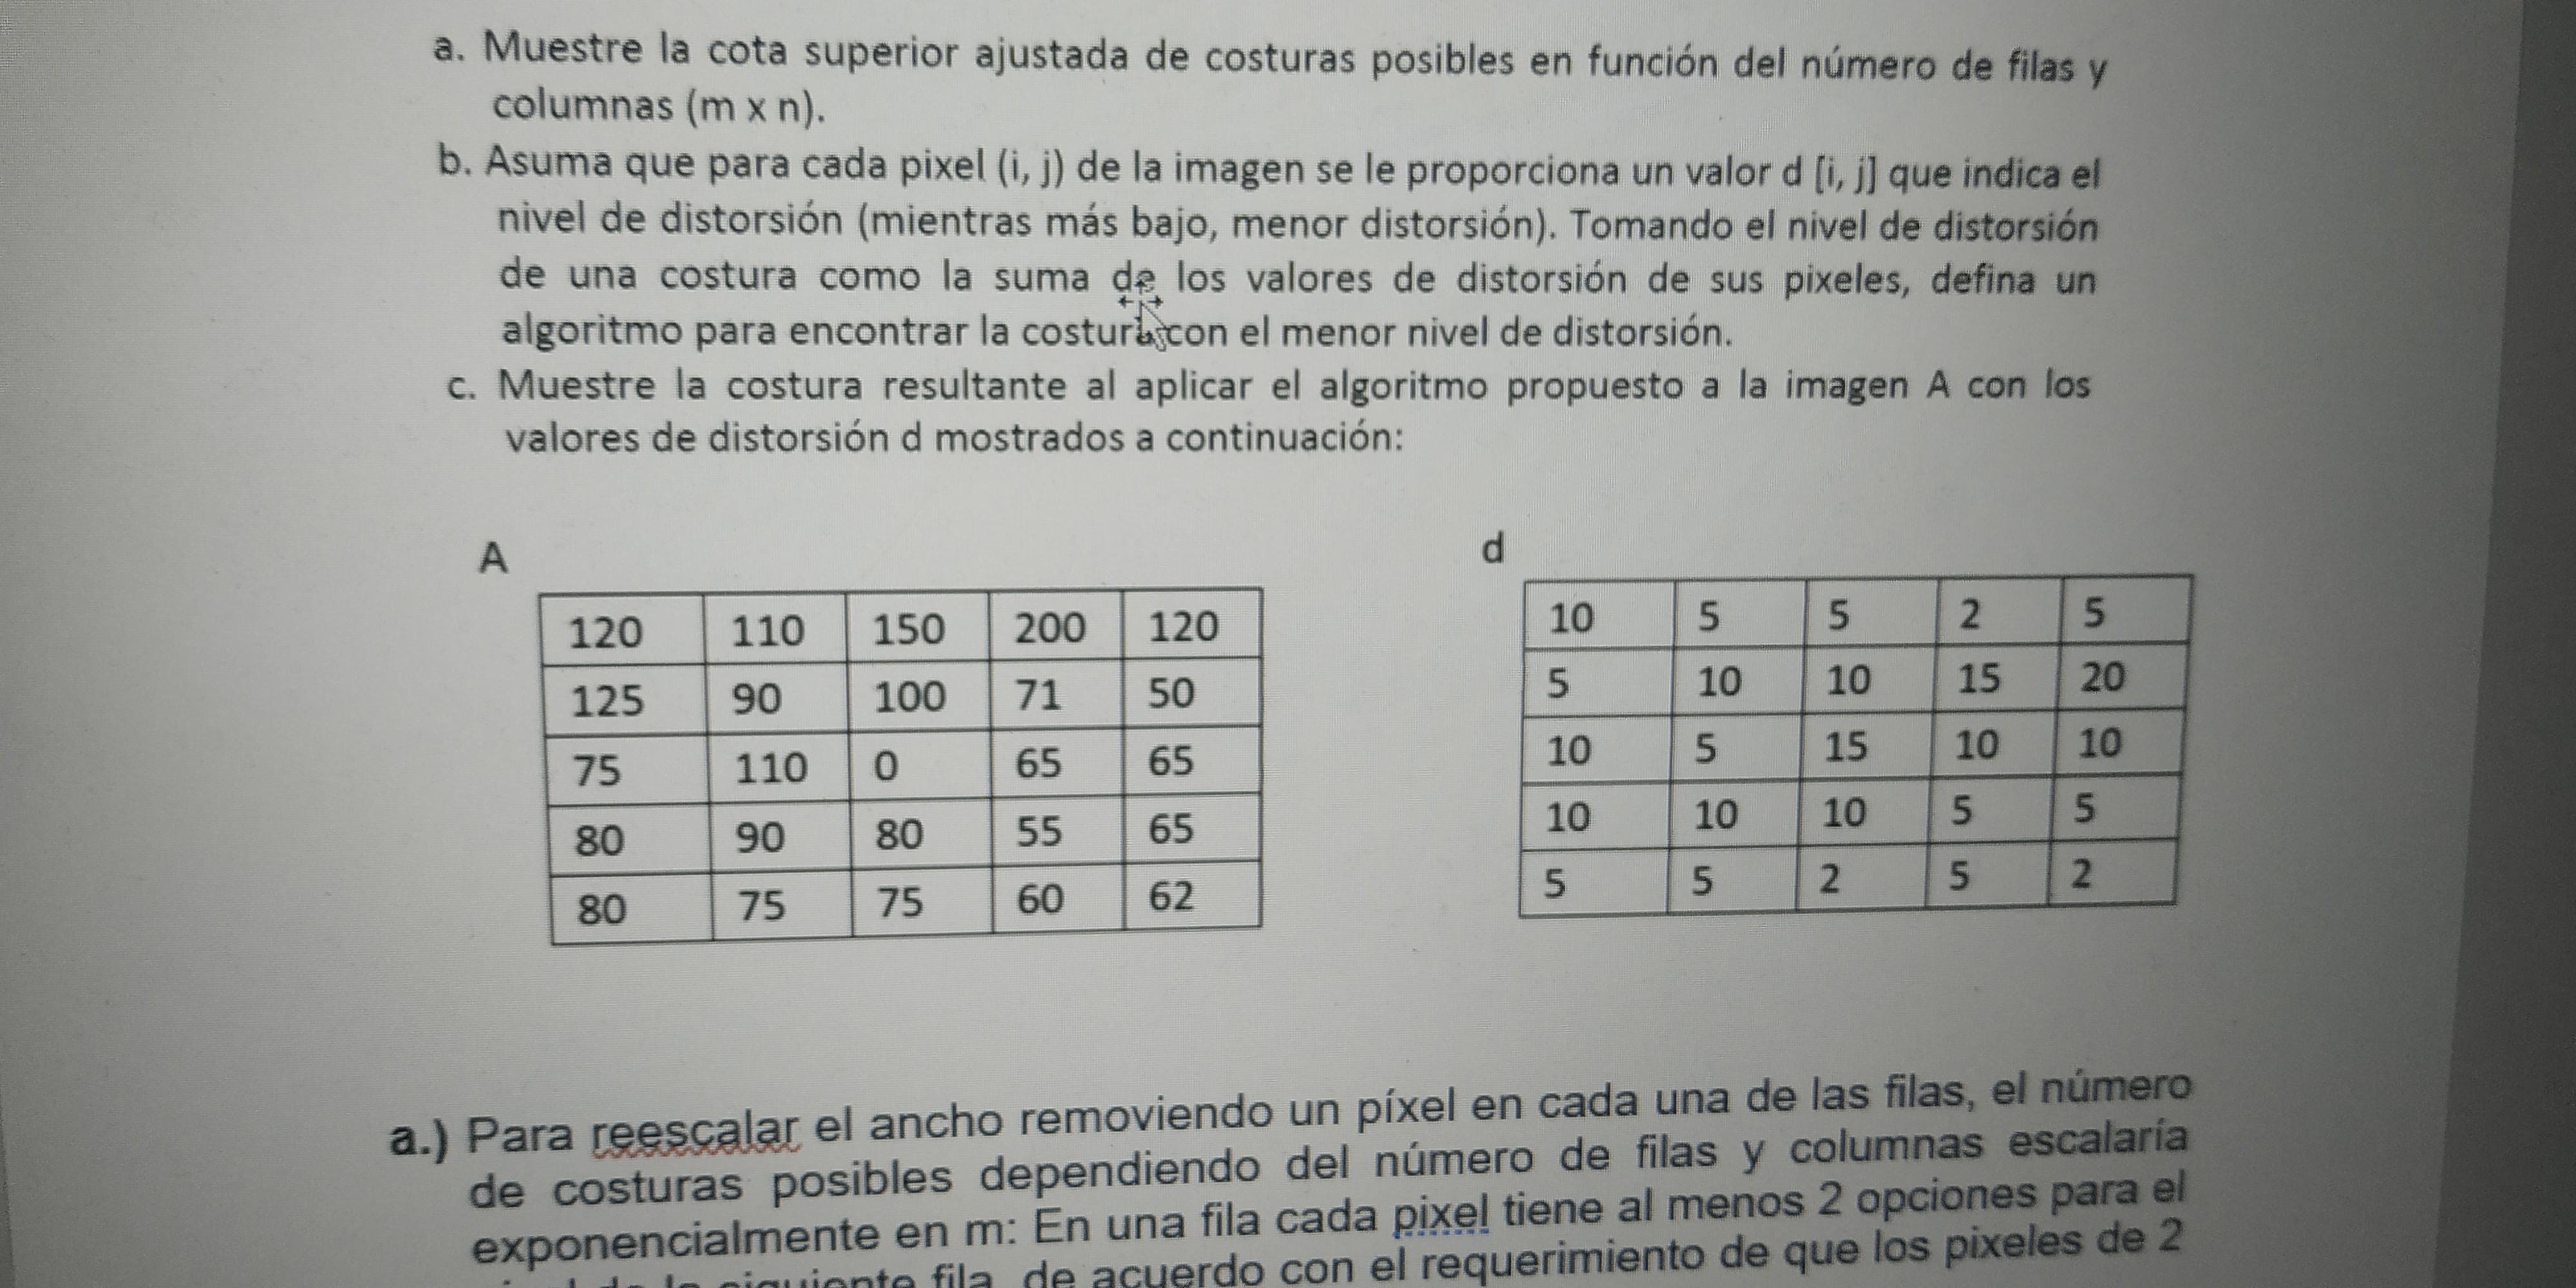 a. Muestre la cota superior ajustada de costuras posibles en función del número de filas y
columnas (m x n).
b. Asuma que para cada pixel (i, j) de la imagen se le proporciona un valor d [i, j] que indica el
nivel de distorsión (mientras más bajo, menor distorsión). Tomando el nivel de distorsión
de una costura como la suma de los valores de distorsión de sus pixeles, defina un
algoritmo para encontrar la costura con el menor nivel de distorsión.
c. Muestre la costura resultante al aplicar el algoritmo propuesto a la imagen A con los
valores de distorsión d mostrados a continuación:
A
120 110 150 200 120
125 90 100 71 50
75 110 0 65 65
80 90 80 55 65
80 75 75 60 62
d
10 5 5 2 5
5 10 10 15 20
10 5 15 10 10
10 10 10 5 5
5 5 2 5 2
a.) Para reescalar el ancho removiendo un píxel en cada una de las filas, el número
de costuras posibles dependiendo del número de filas y columnas escalaría
exponencialmente en m: En una fila cada pixel tiene al menos 2 opciones para el
siguiente fila, de acuerdo con el requerimiento de que los pixeles de 2